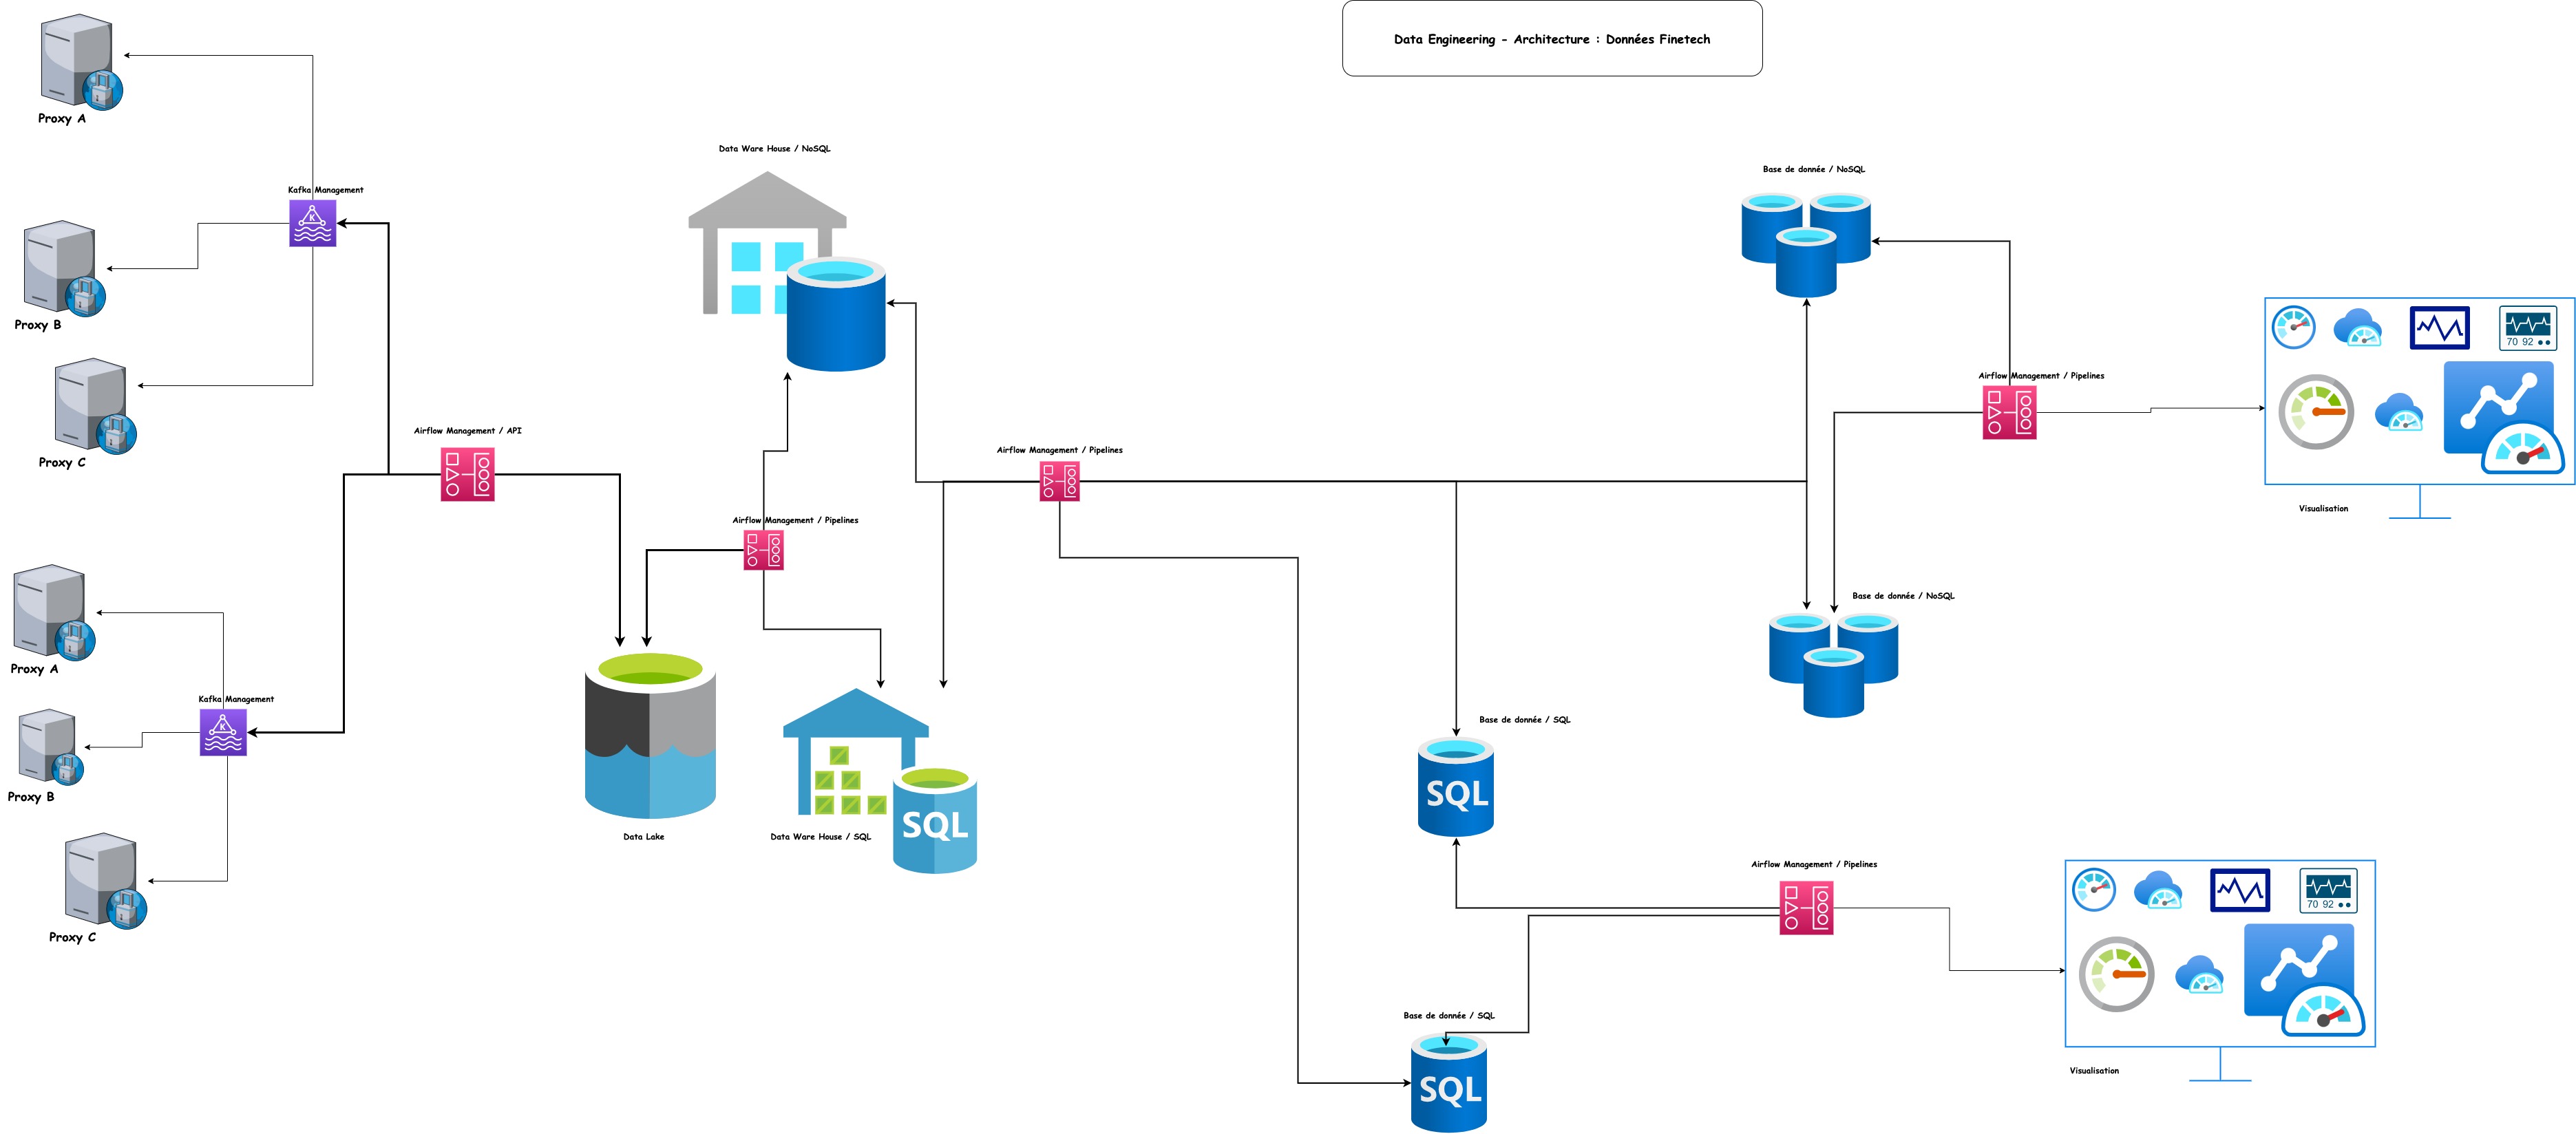 Data Engineering - Architecture : Données Finetech
Proxy A
Data Ware House / NoSQL
Base de donnée / NoSQL
Kafka Management
K
Proxy B
70 92
Airflow Management / Pipelines
Airflow Management / API
Airflow Management / Pipelines
Proxy C
Visualisation
Airflow Management / Pipelines
Base de donnée / NoSQL
Proxy A
Kafka Management
K
Base de donnée / SQL
SQL
Proxy B
SQL
Data Lake
Data Ware House / SQL
Airflow Management / Pipelines
70 92
Proxy C
Base de donnée / SQL
SQL
Visualisation